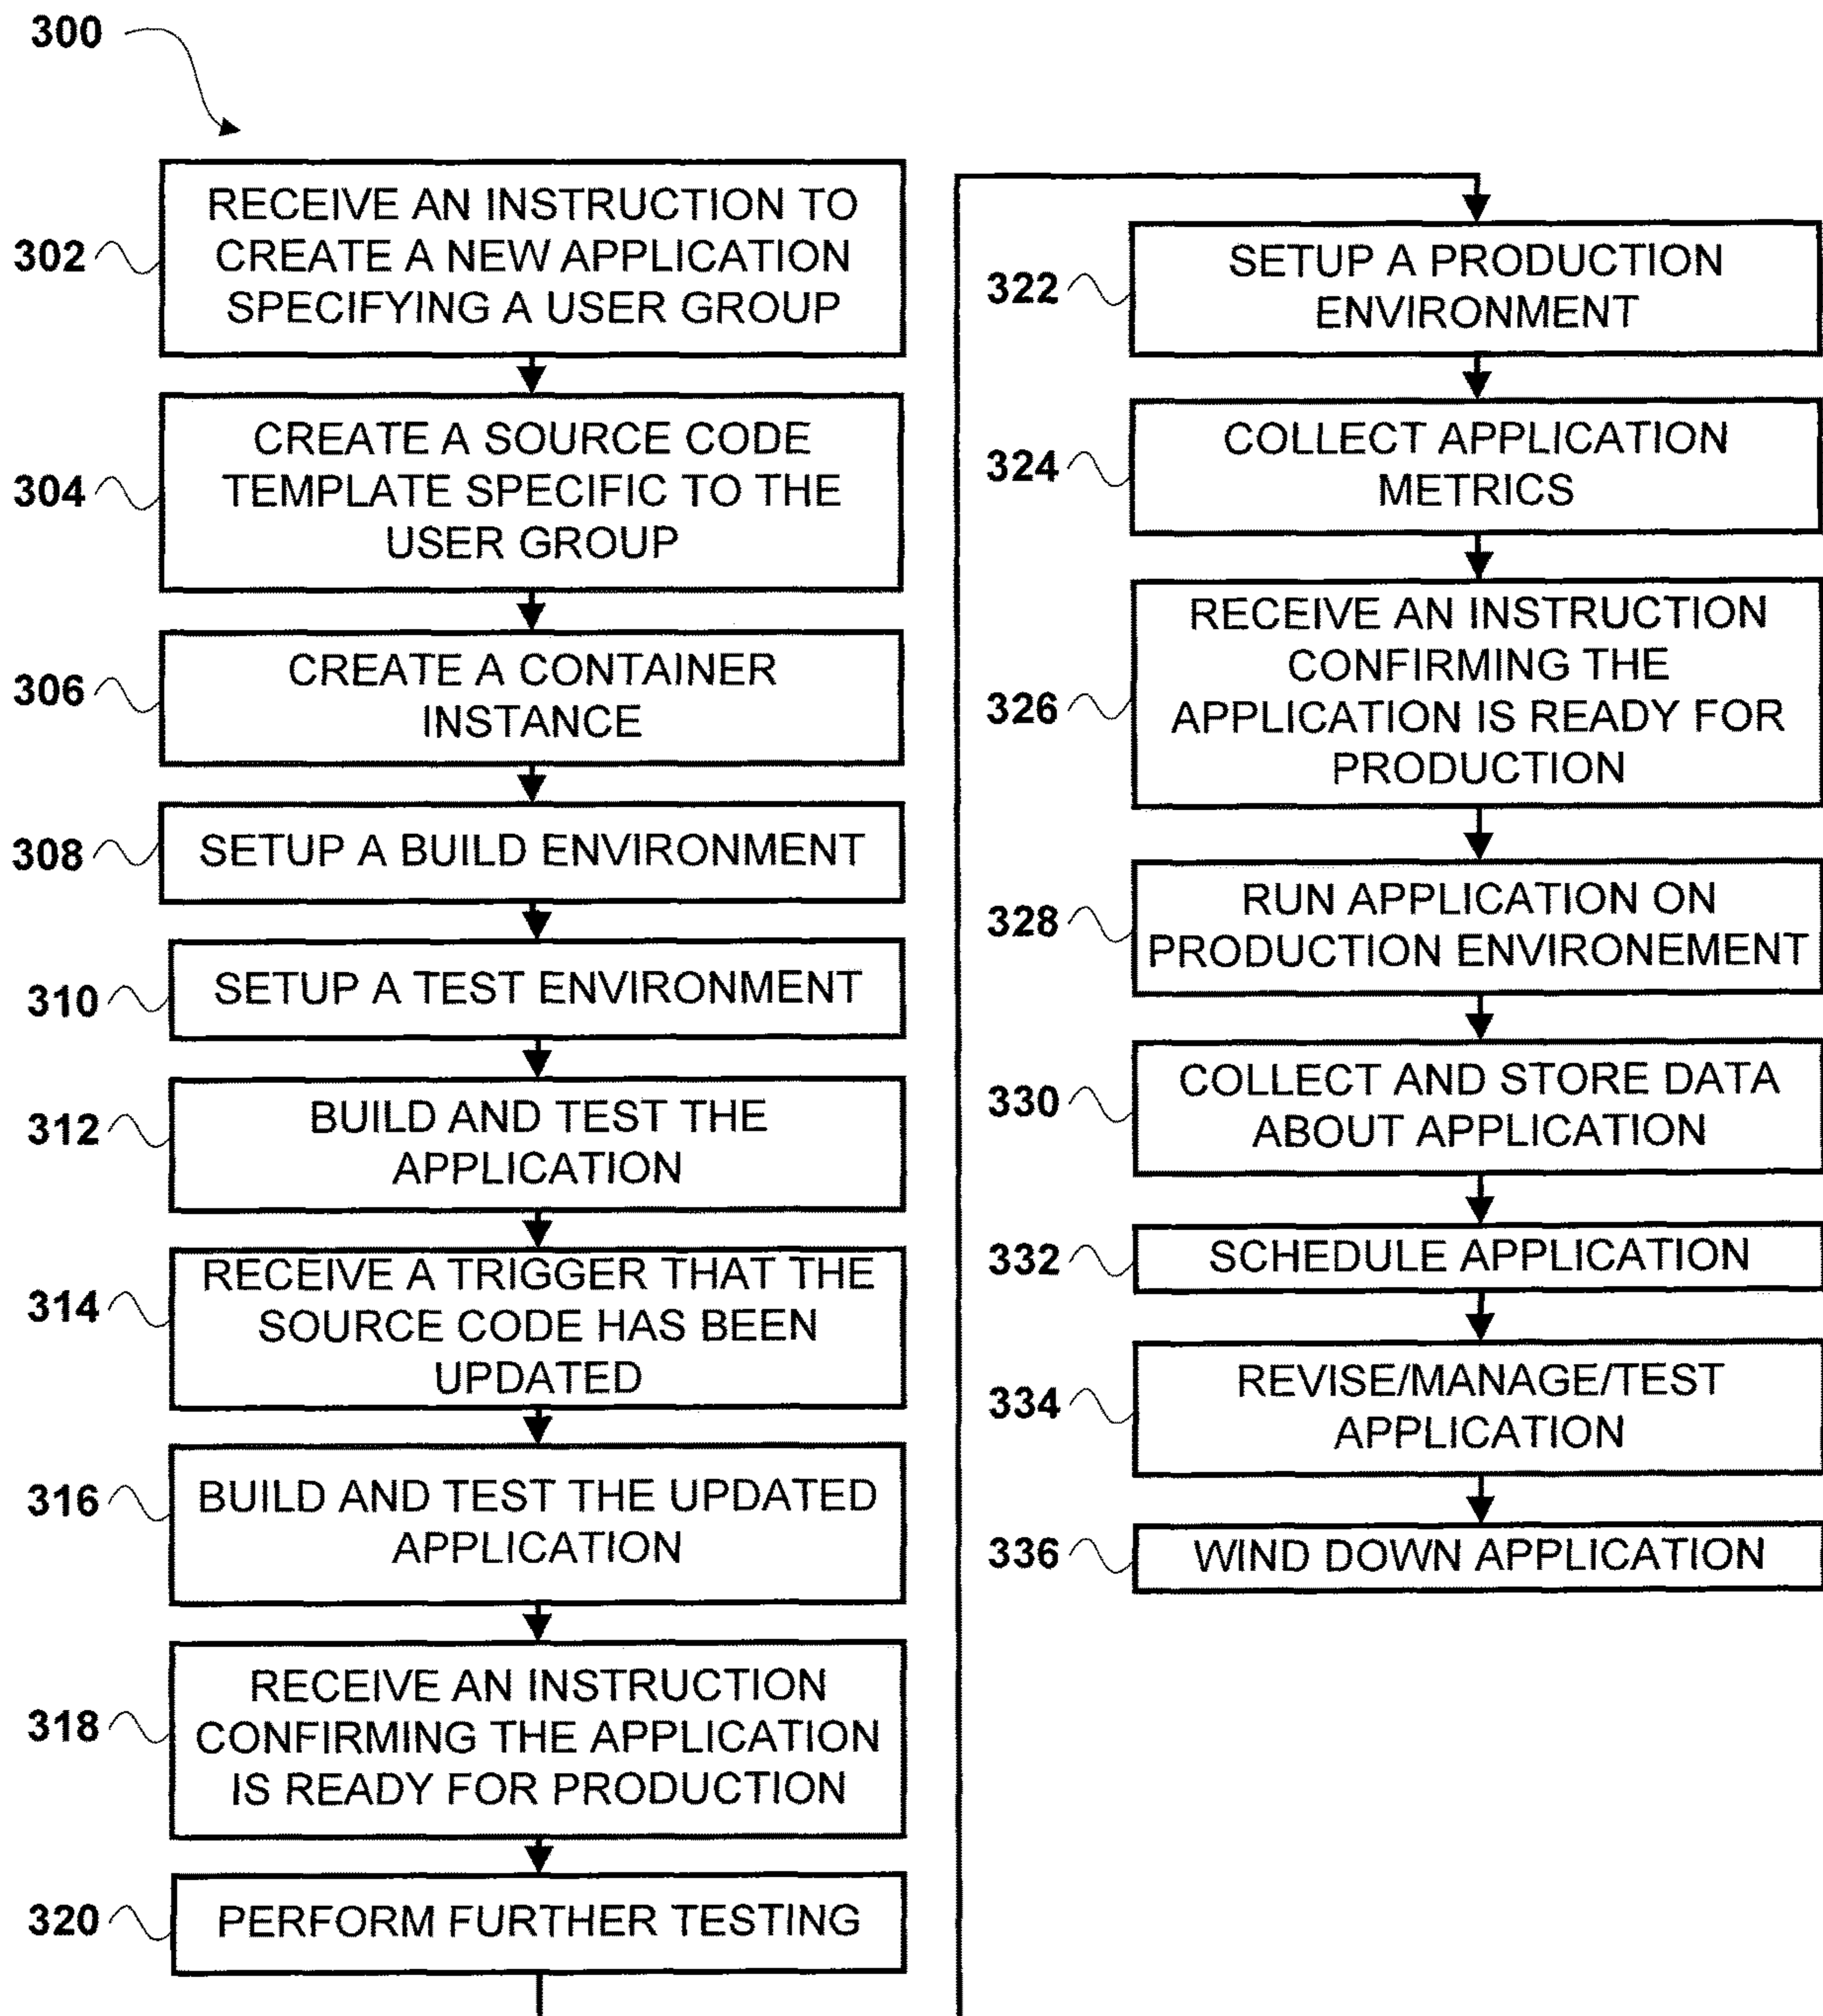 300
302
RECEIVE AN INSTRUCTION TO
CREATE A NEW APPLICATION
SPECIFYING A USER GROUP
304
CREATE A SOURCE CODE
TEMPLATE SPECIFIC TO THE
USER GROUP
306
CREATE A CONTAINER
INSTANCE
308
SETUP A BUILD ENVIRONMENT
310
SETUP A TEST ENVIRONMENT
312
BUILD AND TEST THE
APPLICATION
314
RECEIVE A TRIGGER THAT THE
SOURCE CODE HAS BEEN
UPDATED
316
BUILD AND TEST THE UPDATED
APPLICATION
318
RECEIVE AN INSTRUCTION
CONFIRMING THE APPLICATION
IS READY FOR PRODUCTION
320
PERFORM FURTHER TESTING
322
SETUP A PRODUCTION
ENVIRONMENT
324
COLLECT APPLICATION
METRICS
326
RECEIVE AN INSTRUCTION
CONFIRMING THE
APPLICATION IS READY FOR
PRODUCTION
328
RUN APPLICATION ON
PRODUCTION ENVIRONEMENT
330
COLLECT AND STORE DATA
ABOUT APPLICATION
332
SCHEDULE APPLICATION
334
REVISE/MANAGE/TEST
APPLICATION
336
WIND DOWN APPLICATION